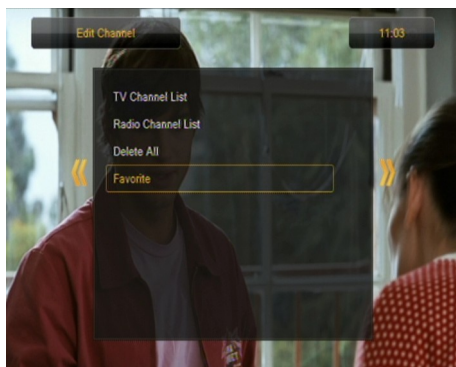 Edit Channel
11:03
TV Channel List
Radio Channel List
Delete All
Favorite